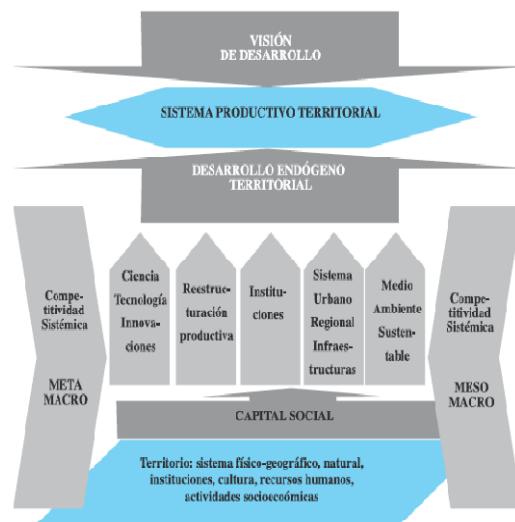 VISIÓN
DE DESARROLLO
SISTEMA PRODUCTIVO TERRITORIAL
DESARROLLO ENDÓGENO
TERRITORIAL
Compe-
titividad
Sistémica
META
MACRO
Ciencia
Tecnología
Innova-
ciones
Reestruc-
turación
productiva
Institu-
ciones
Sistema
Urbano
Regional
Infraes-
tructuras
Medio
Ambiente
Susten-
table
Compe-
titividad
Sistémica
MESO
MACRO
CAPITAL SOCIAL
Territorio: sistema físico-geográfico, natural,
instituciones, cultura, recursos humanos,
actividades socioecoómicas